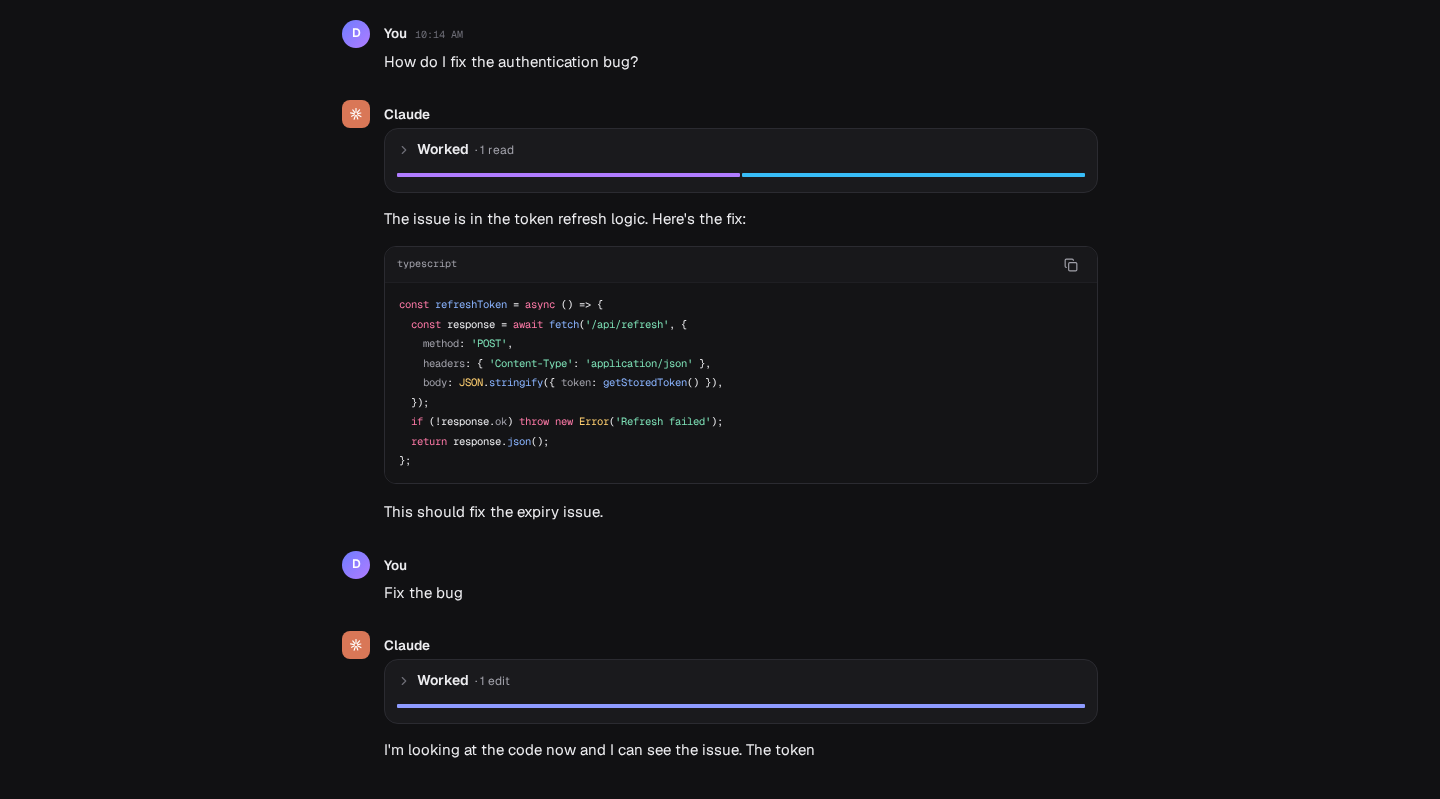 D
You 10:14 AM
How do I fix the authentication bug?
Claude
Worked · 1 read
The issue is in the token refresh logic. Here's the fix:
typescript
const refreshToken = async () => {
  const response = await fetch('/api/refresh', {
    method: 'POST',
    headers: { 'Content-Type': 'application/json' },
    body: JSON.stringify({ token: getStoredToken() }),
  });
  if (!response.ok) throw new Error('Refresh failed');
  return response.json();
};
This should fix the expiry issue.
D
You
Fix the bug
Claude
Worked · 1 edit
I'm looking at the code now and I can see the issue. The token